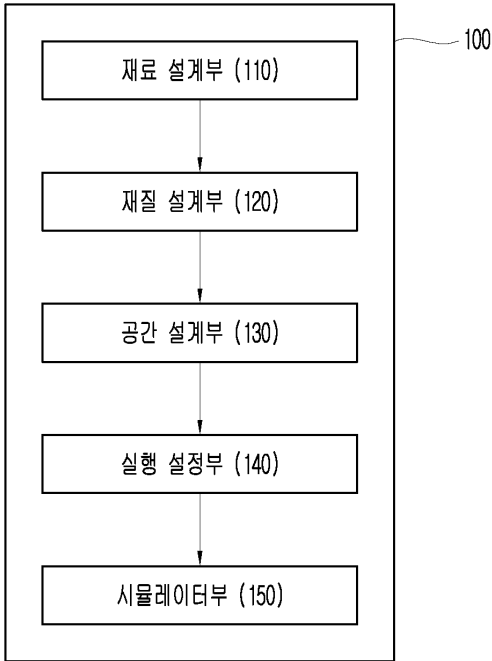 100
재료 설계부 (110)
재질 설계부 (120)
공간 설계부 (130)
실행 설정부 (140)
시뮬레이터부 (150)